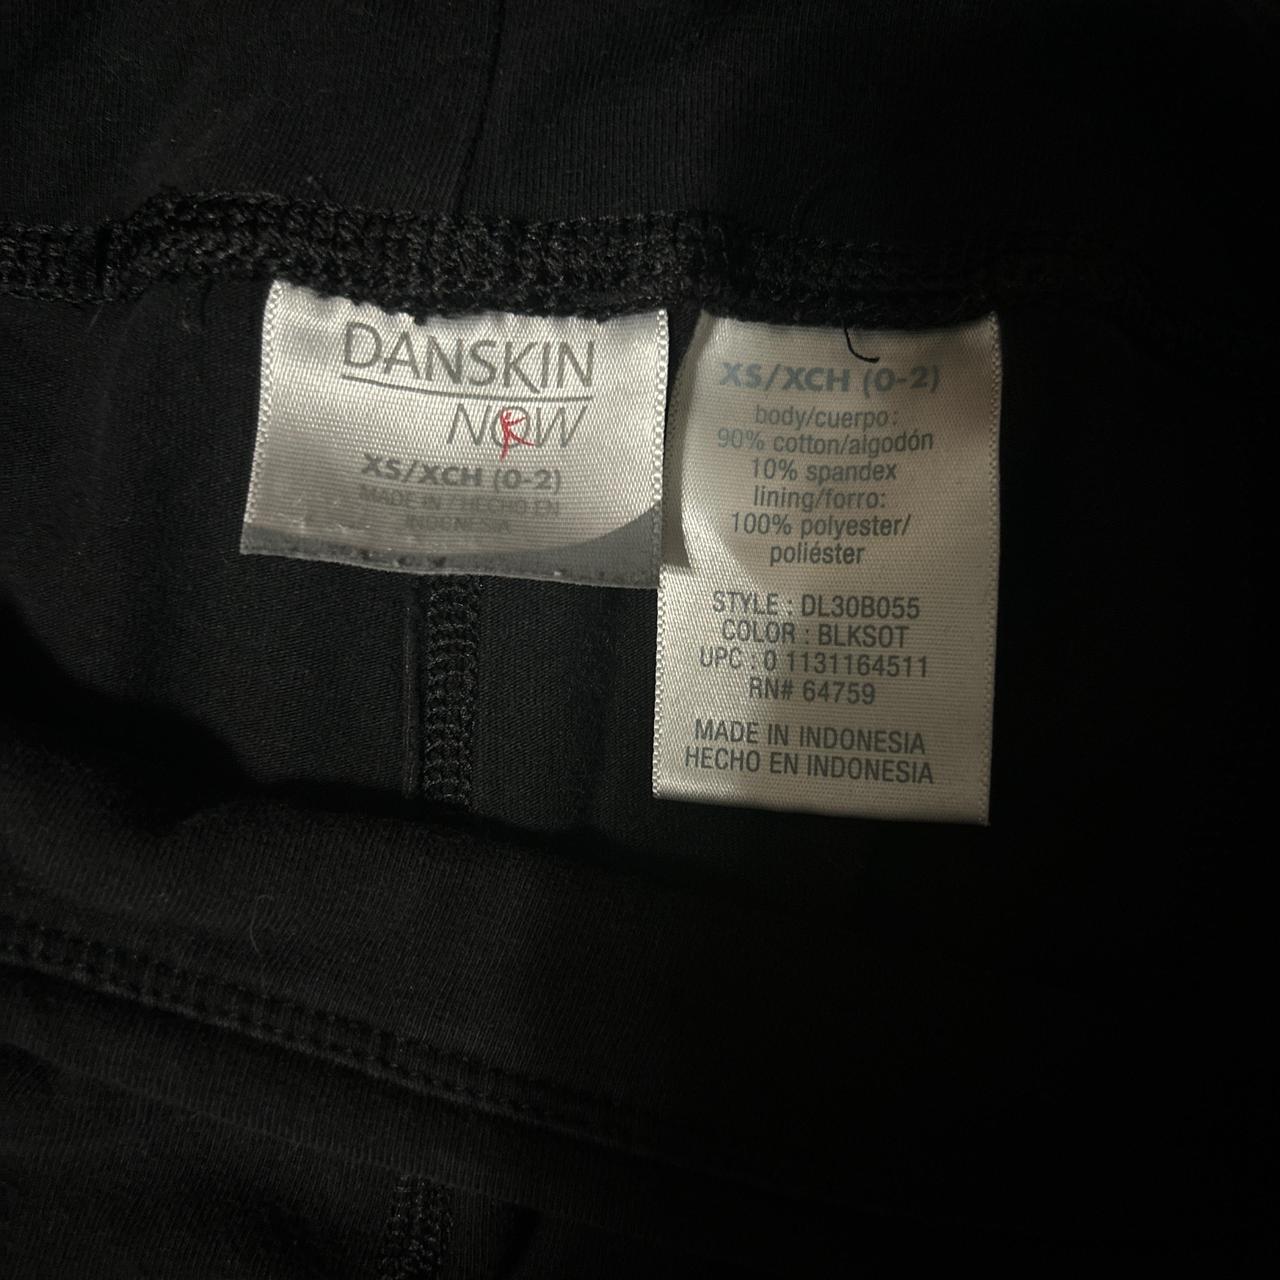 DANSKIN
NOW
XS/XCH (0-2)
MADE IN / HECHO EN
INDONESIA
XS/XCH (0-2)
body/cuerpo:
90% cotton/algodón
10% spandex
lining/forro:
100% polyester/
poliéster
STYLE : DL30B055
COLOR : BLKSOT
UPC : 0 1131164511
RN# 64759
MADE IN INDONESIA
HECHO EN INDONESIA